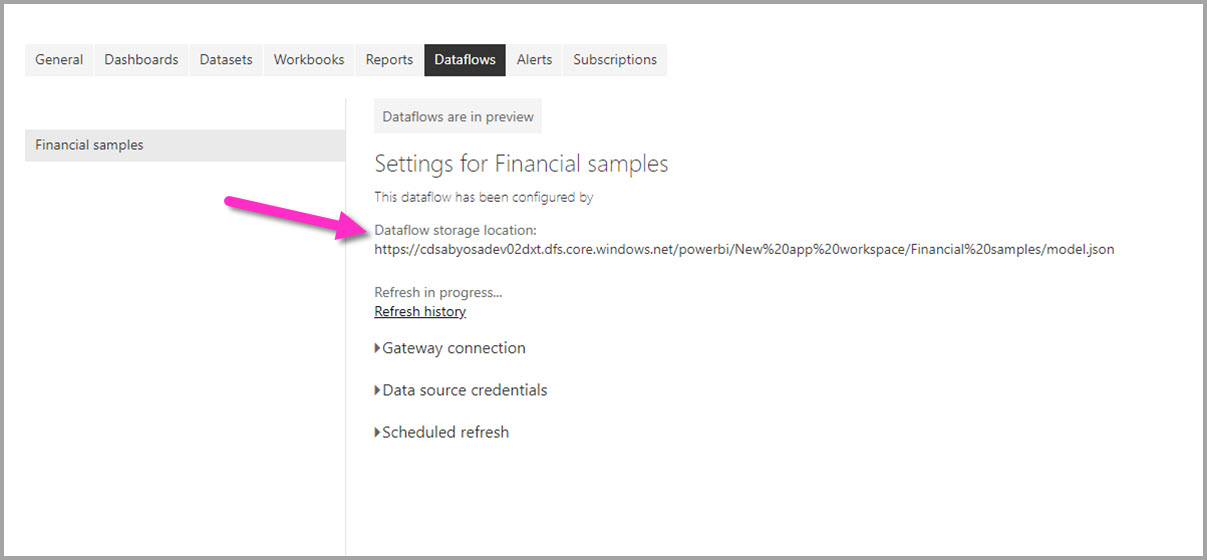 General Dashboards Datasets Workbooks Reports Dataflows Alerts Subscriptions
Financial samples
Dataflows are in preview
Settings for Financial samples
This dataflow has been configured by
Dataflow storage location:
https://cdsabyosadev02dxt.dfs.core.windows.net/powerbi/New%20app%20workspace/Financial%20samples/model.json
Refresh in progress...
Refresh history
Gateway connection
Data source credentials
Scheduled refresh